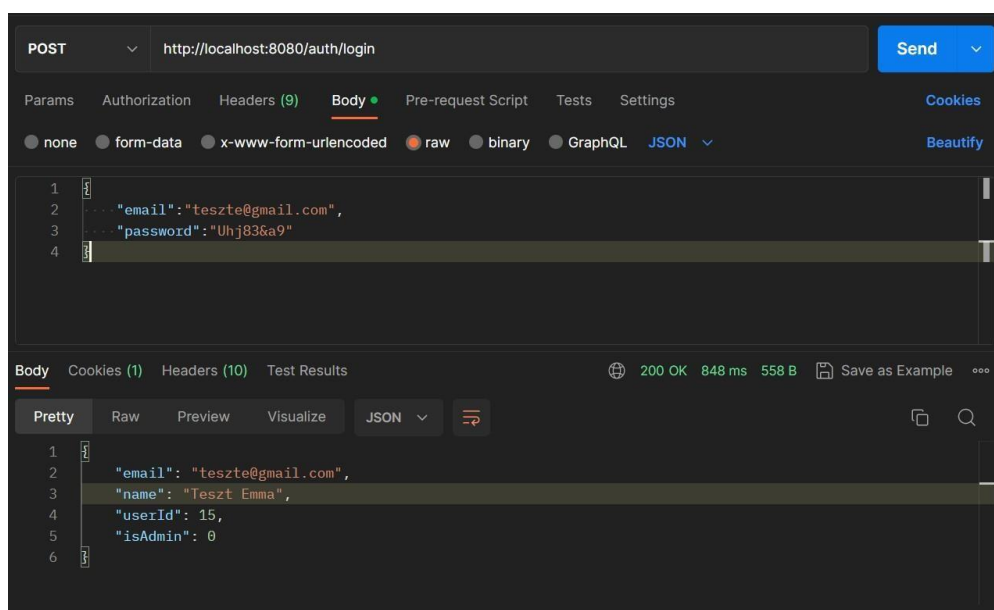 POST http://localhost:8080/auth/login Send
Params Authorization Headers (9) Body Pre-request Script Tests Settings Cookies
none form-data x-www-form-urlencoded raw binary GraphQL JSON Beautify
1 {
2 "email":"teszte@gmail.com",
3 "password":"Uhj83&a9"
4 }
Body Cookies (1) Headers (10) Test Results 200 OK 848 ms 558 B Save as Example
Pretty Raw Preview Visualize JSON
1 {
2 "email": "teszte@gmail.com",
3 "name": "Teszt Emma",
4 "userId": 15,
5 "isAdmin": 0
6 }